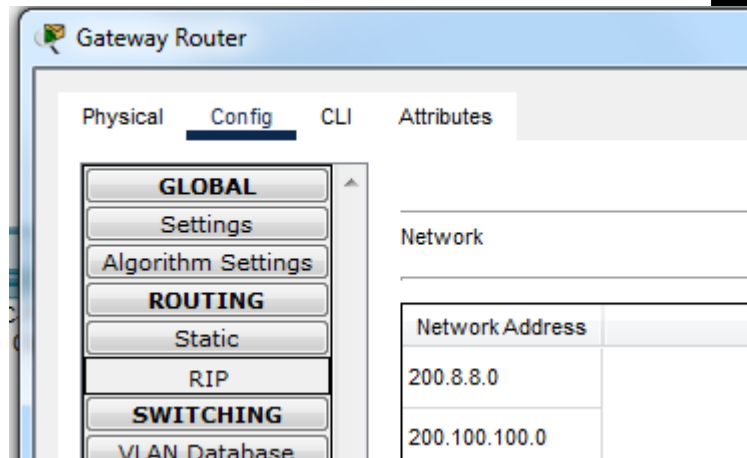 Gateway Router
Physical Config CLI Attributes
GLOBAL
Settings
Algorithm Settings
ROUTING
Static
RIP
SWITCHING
VLAN Database
Network
Network Address
200.8.8.0
200.100.100.0